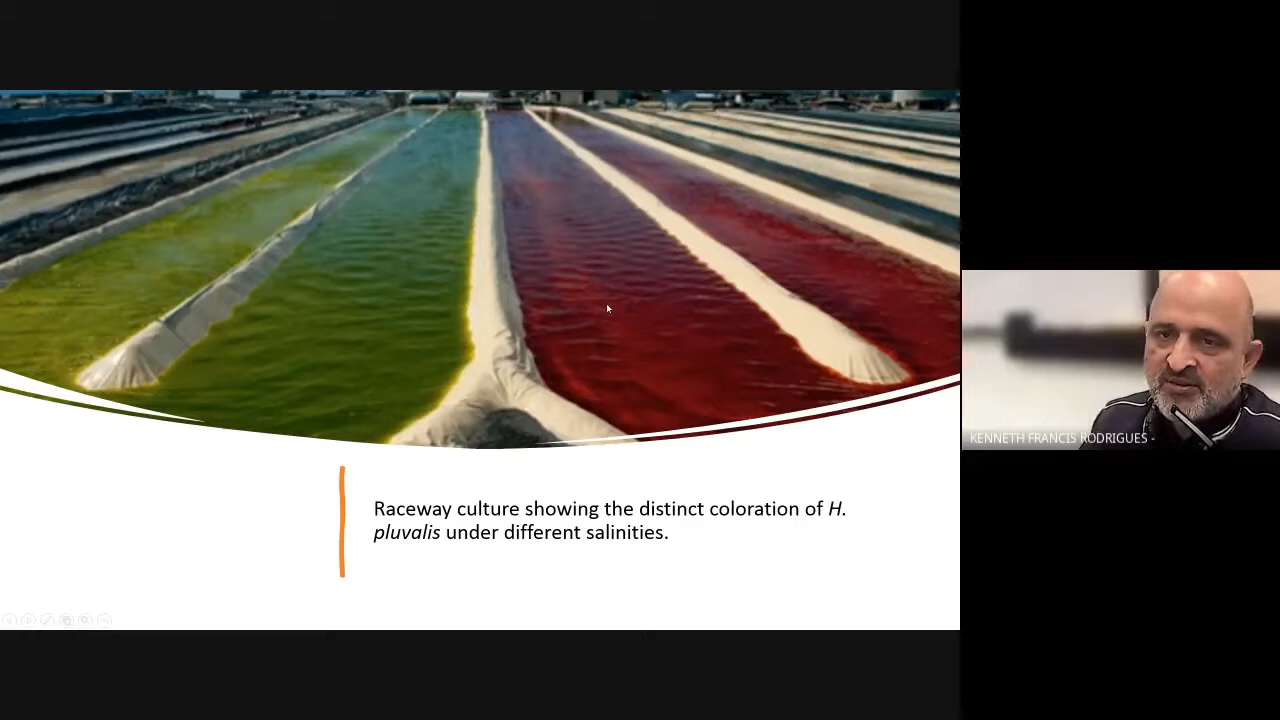 Raceway culture showing the distinct coloration of H.
pluvalis under different salinities.
KENNETH FRANCIS RODRIGUES -